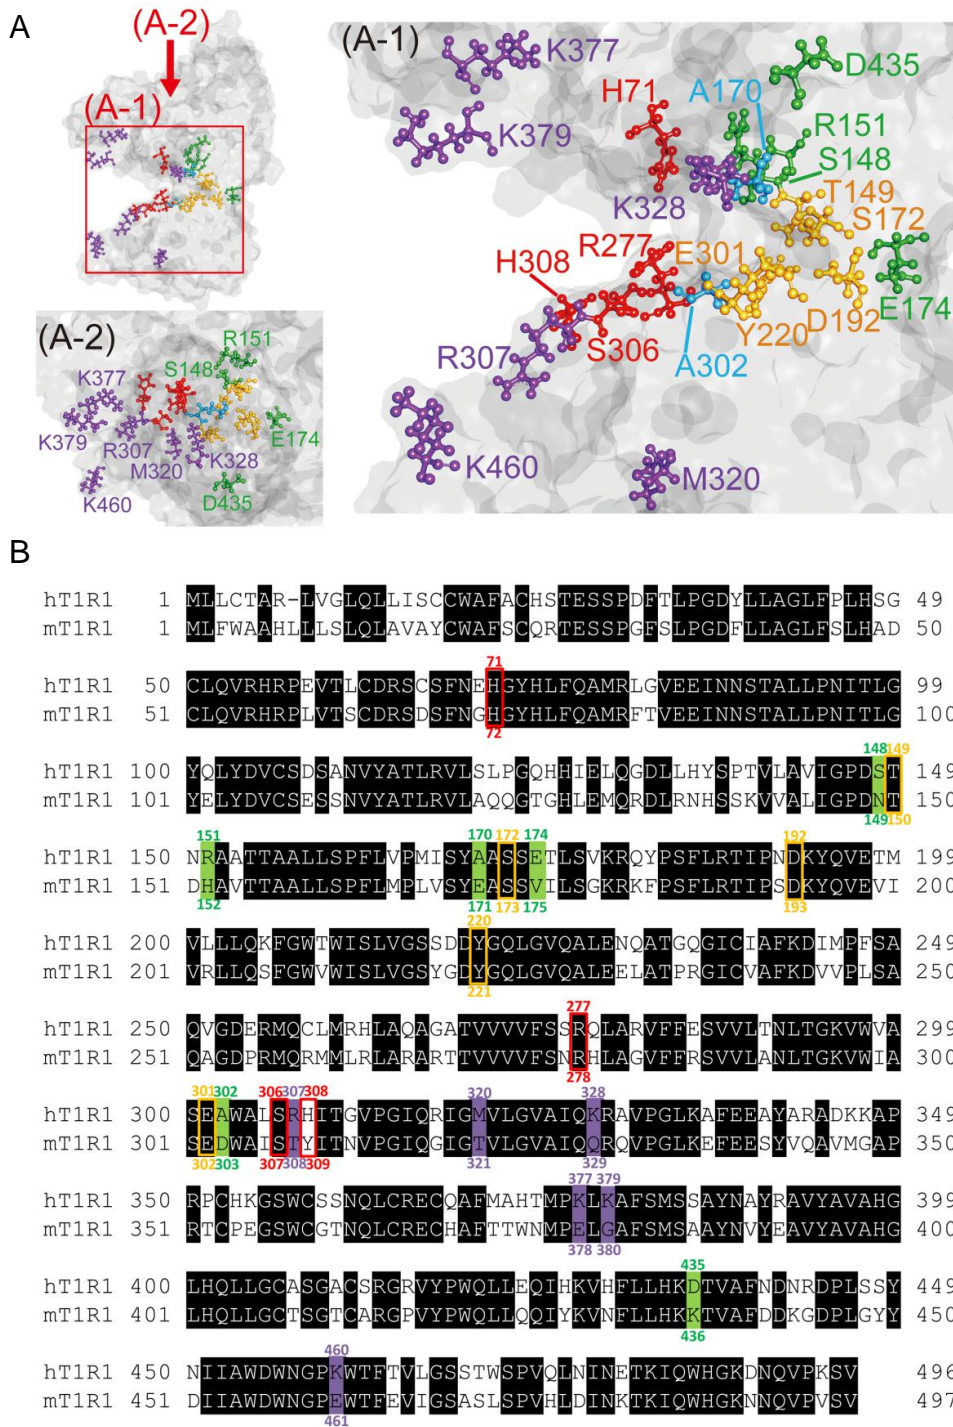 A
(A-2)
(A-1)
(A-1)
K377
D435
H71
A170
K379
R151
S148
T149
K328
S172
R277
E301
H308
E174
D192
Y220
R307
S306
A302
K460
M320
(A-2)
R151
S148
K377
E174
K379
R307
K328
M320
K460
D435
B
hT1R1 1 MLLCTAR-LVGLQLLISCCWAFACHSTESSPDFTLPGDYLLAGLFPLHSG 49
mT1R1 1 MLFWAAHLLLSLQLAVAYCWAFSCQRTESSPGFSLPGDFLLAGLFSLHAD 50
71
hT1R1 50 CLQVRHRPEVTLCDRSCSFNEHGYHLFQAMRLGVEEINNSTALLPNITLG 99
mT1R1 51 CLQVRHRPLVTSCDRSDSFNGHGYHLFQAMRFTVEEINNSTALLPNITLG 100
72
148 149
hT1R1 100 YQLYDVCSDSANVYATLRVLSLPGQHHIELQGDLLHYSPTVLAVIGPDST 149
mT1R1 101 YELYDVCSESSNVYATLRVLAQQGTGHLEMQRDLRNHSSKVVALIGPDNT 150
149 150
151 170 172 174 192
hT1R1 150 NRAATTAALLSPFLVPMISYAASSETLSVKRQYPSFLRTIPNDKYQVETM 199
mT1R1 151 DHAVTTAALLSPFLMPLVSYEASSVILSGKRKFPSFLRTIPSDKYQVEVI 200
152 171 173 175 193
220
hT1R1 200 VLLLQKFGWTWISLVGSSDDYGQLGVQALENQATGQGICIAFKDIMPFSA 249
mT1R1 201 VRLLQSFGWVWISLVGSYGDYGQLGVQALEELATPRGICVAFKDVVPLSA 250
221
277
hT1R1 250 QVGDERMQCLMRHLAQAGATVVVVFSSRQLARVFFESVVLTNLTGKVWVA 299
mT1R1 251 QAGDPRMQRMMLRLARARTTVVVVFSNRHLAGVFFRSVVLANLTGKVWIA 300
278
301 302 306 307 308 320 328
hT1R1 300 SEAWALSRHITGVPGIQRIGMVLGVAIQKRAVPGLKAFEEAYARADKKAP 349
mT1R1 301 SEDWAISTYITNVPGIQGIGTVLGVAIQQRQVPGLKEFEESYVQAVMGAP 350
302 303 307 308 309 321 329
377 379
hT1R1 350 RPCHKGSWCSSNQLCRECQAFMAHTMPKLKAFSMSSAYNAYRAVYAVAHG 399
mT1R1 351 RTCPEGSWCGTNQLCRECHAFTTWNMPELGAFSMSAAYNVYEAVYAVAHG 400
378 380
435
hT1R1 400 LHQLLGCASGACSRGRVYPWQLLEQIHKVHFLLHKDTVAFNDNRDPLSSY 449
mT1R1 401 LHQLLGCTSGTCARGPVYPWQLLQQIYKVNFLLHKKTVAFDDKGDPLGYY 450
436
460
hT1R1 450 NIIAWDWNGPKWTFTVLGSSTWSPVQLNINETKIQWHGKDNQVPKSV 496
mT1R1 451 DIIAWDWNGPEWTFEVIGSASLSPVHLDINKTKIQWHGKNNQVPVSV 497
461